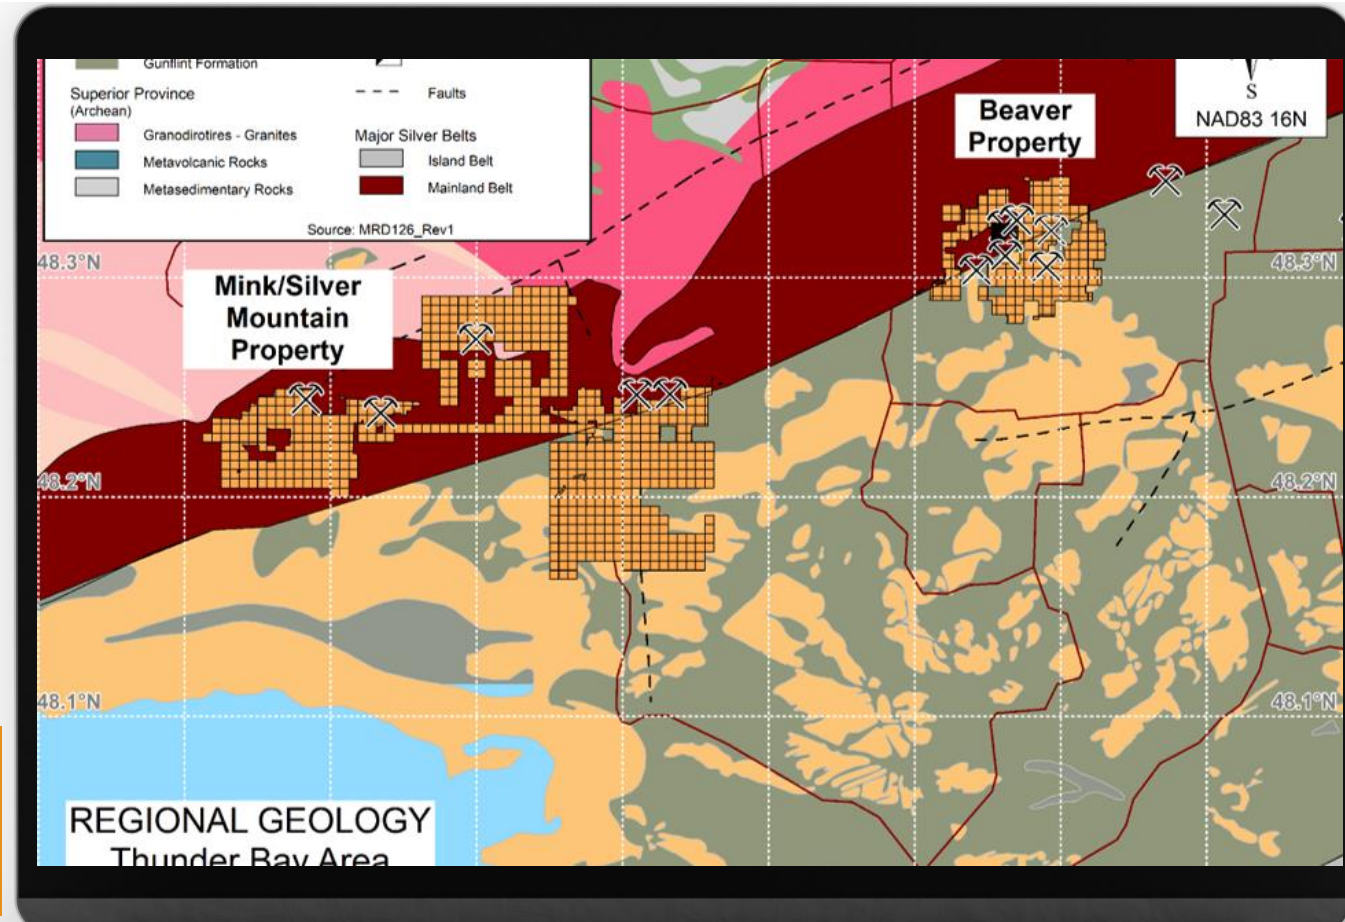 Gunflint Formation
Superior Province
(Archean)
Granodirotires - Granites
Metavolcanic Rocks
Metasedimentary Rocks
Faults
Major Silver Belts
Island Belt
Mainland Belt
Source: MRD126_Rev1
S
NAD83 16N
Beaver
Property
48.3°N
48.3°N
Mink/Silver
Mountain
Property
48.2°N
48.2°N
48.1°N
48.1°N
REGIONAL GEOLOGY
Thunder Bay Area